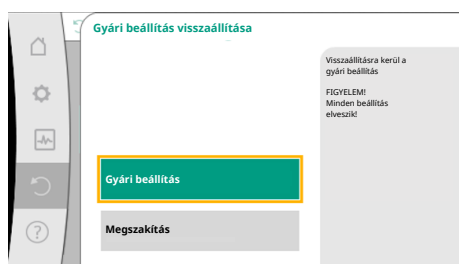 Gyári beállítás visszaállítása
Visszaállításra kerül a
gyári beállítás
FIGYELEM!
Minden beállítás
elveszik!
Gyári beállítás
Megszakítás
?